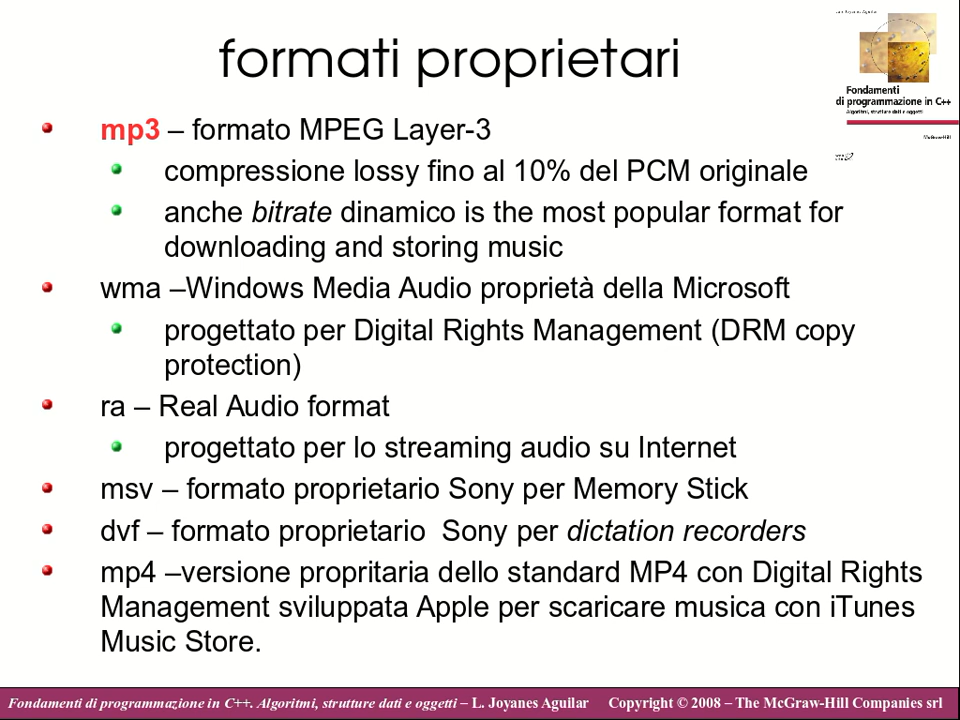 formati proprietari
Fondamenti
di programmazione in C++
Algoritmi, strutture dati e oggetti
McGraw-Hill
mp3 – formato MPEG Layer-3
compressione lossy fino al 10% del PCM originale
anche bitrate dinamico is the most popular format for
downloading and storing music
wma –Windows Media Audio proprietà della Microsoft
progettato per Digital Rights Management (DRM copy
protection)
ra – Real Audio format
progettato per lo streaming audio su Internet
msv – formato proprietario Sony per Memory Stick
dvf – formato proprietario  Sony per dictation recorders
mp4 –versione propritaria dello standard MP4 con Digital Rights
Management sviluppata Apple per scaricare musica con iTunes
Music Store.
Fondamenti di programmazione in C++. Algoritmi, strutture dati e oggetti – L. Joyanes Aguilar Copyright © 2008 – The McGraw-Hill Companies srl